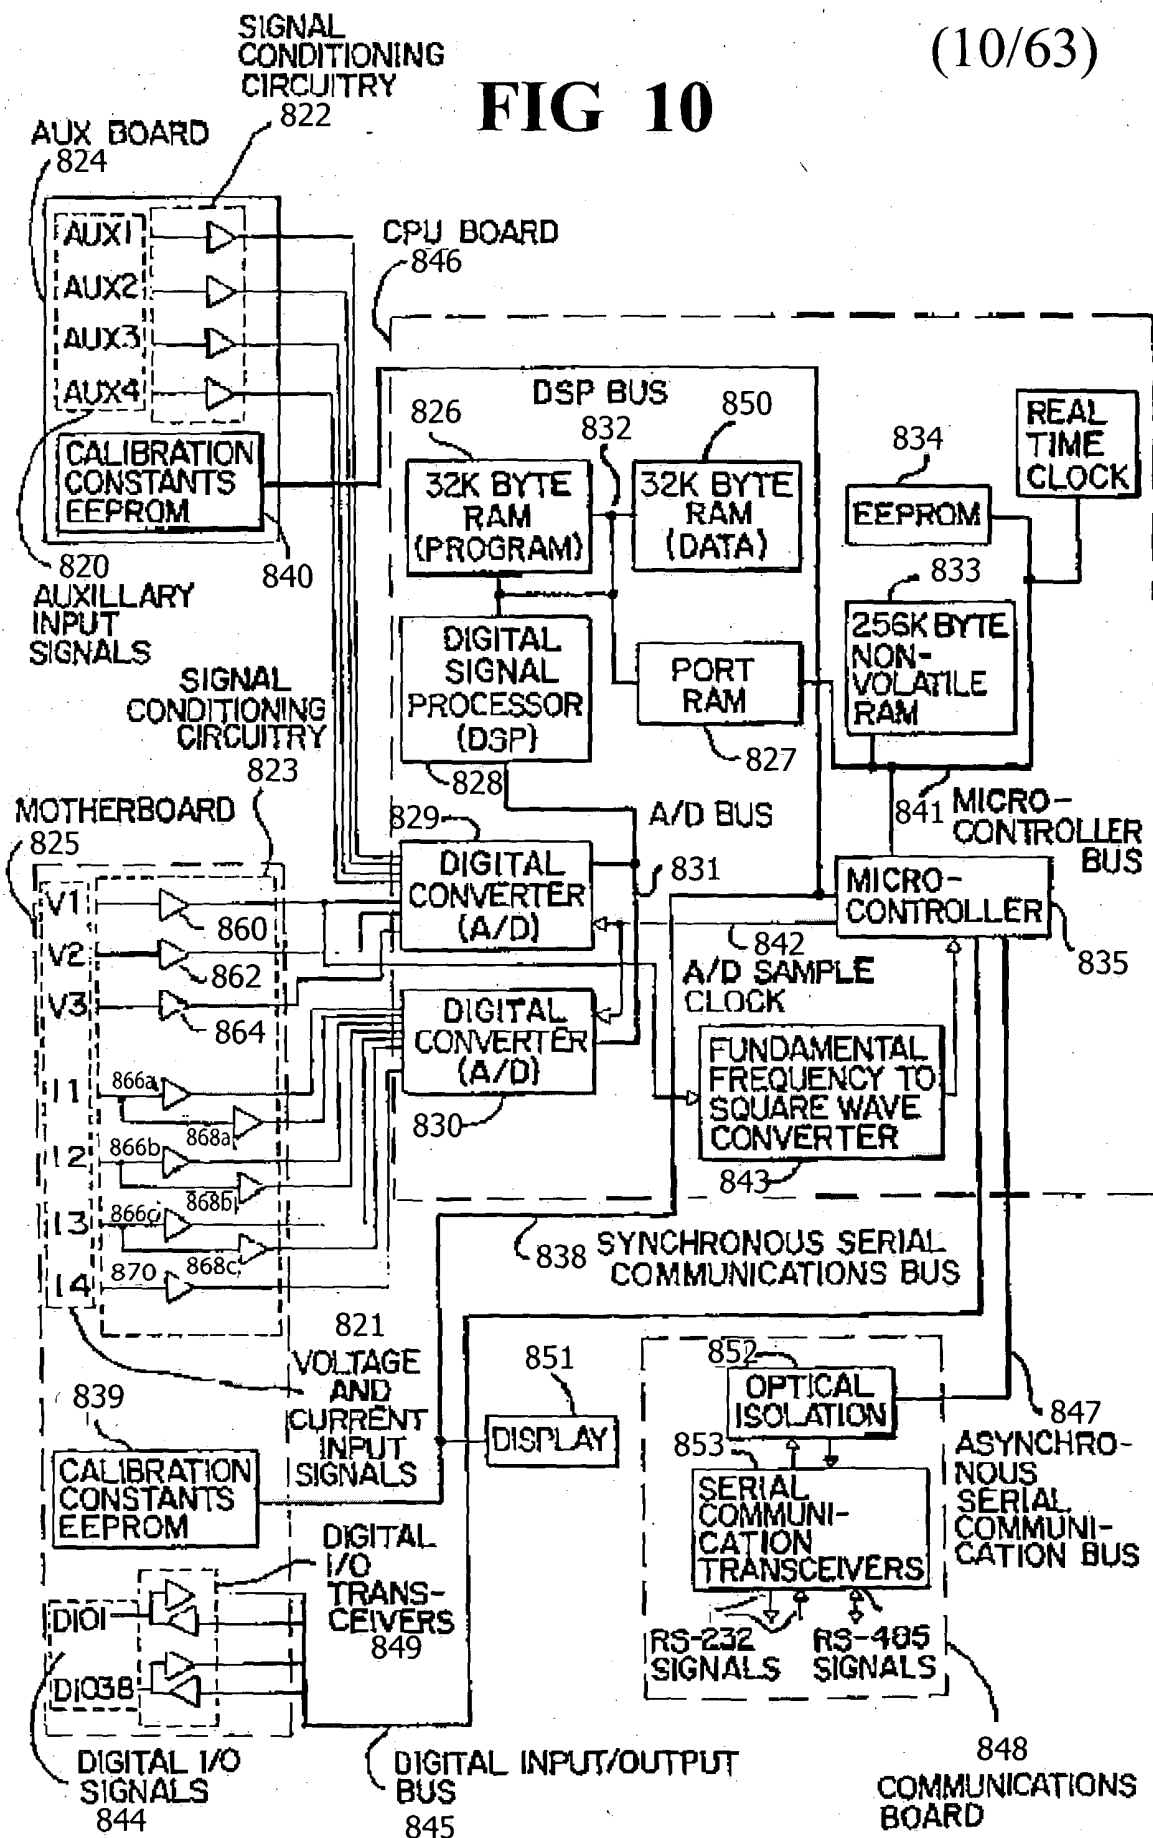 (10/63)
FIG 10
SIGNAL
CONDITIONING
CIRCUITRY
822
AUX BOARD
824
AUX1
AUX2
AUX3
AUX4
CALIBRATION
CONSTANTS
EEPROM
820
AUXILLARY
INPUT
SIGNALS
840
CPU BOARD
846
DSP BUS
826
832
850
32K BYTE
RAM
(PROGRAM)
32K BYTE
RAM
(DATA)
834
EEPROM
REAL
TIME
CLOCK
833
256K BYTE
NON-
VOLATILE
RAM
DIGITAL
SIGNAL
PROCESSOR
(DSP)
828
PORT
RAM
827
841
MICRO-
CONTROLLER
BUS
SIGNAL
CONDITIONING
CIRCUITRY
823
MOTHERBOARD
825
829
A/D BUS
831
DIGITAL
CONVERTER
(A/D)
MICRO-
CONTROLLER
835
842
A/D SAMPLE
CLOCK
V1
860
V2
862
V3
864
DIGITAL
CONVERTER
(A/D)
830
FUNDAMENTAL
FREQUENCY TO
SQUARE WAVE
CONVERTER
843
I1
866a
868a
I2
866b
868b
I3
866c
868c
I4
870
838
SYNCHRONOUS SERIAL
COMMUNICATIONS BUS
821
VOLTAGE
AND
CURRENT
INPUT
SIGNALS
839
CALIBRATION
CONSTANTS
EEPROM
851
DISPLAY
852
OPTICAL
ISOLATION
847
ASYNCHRO-
NOUS
SERIAL
COMMUNI-
CATION BUS
853
SERIAL
COMMUNI-
CATION
TRANSCEIVERS
RS-232
SIGNALS
RS-485
SIGNALS
DIGITAL
I/O
TRANS-
CEIVERS
849
DIO1
DIO38
DIGITAL I/O
SIGNALS
844
DIGITAL INPUT/OUTPUT
BUS
845
848
COMMUNICATIONS
BOARD